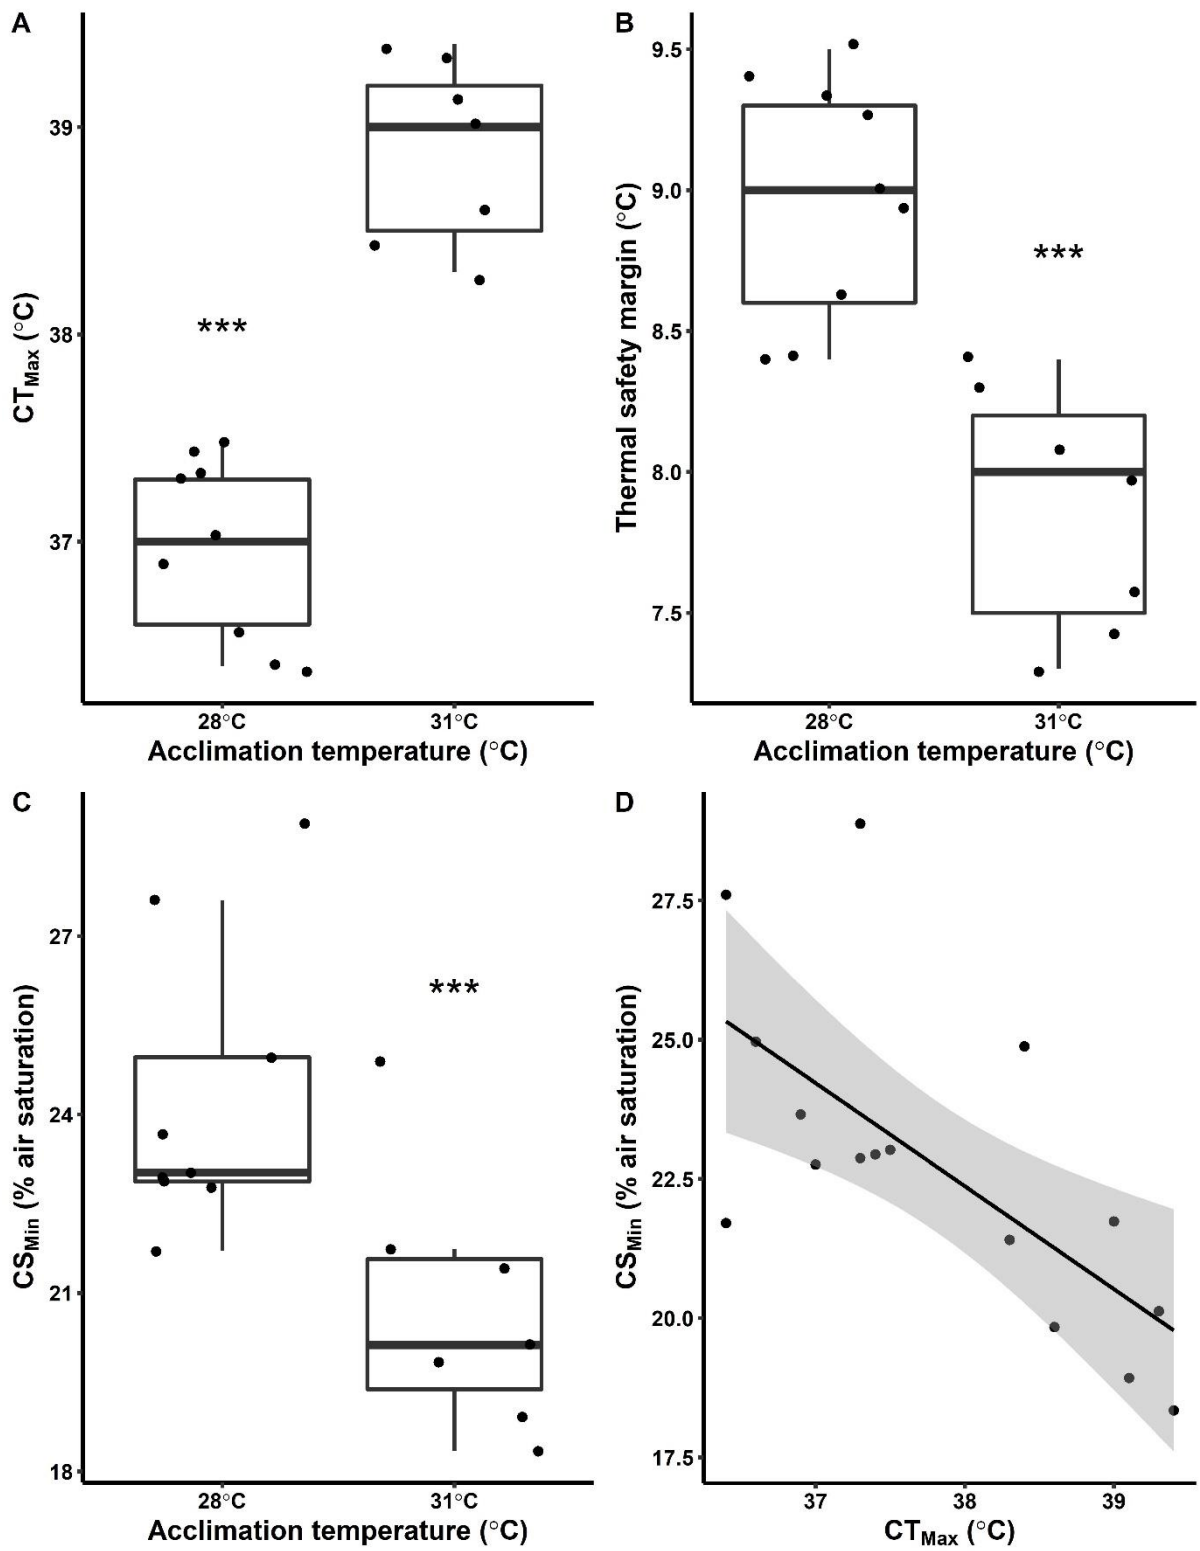 A
CTMax (°C)
39
38
37
***
28°C
31°C
Acclimation temperature (°C)
B
Thermal safety margin (°C)
9.5
9.0
8.5
8.0
7.5
***
28°C
31°C
Acclimation temperature (°C)
C
CSMin (% air saturation)
27
24
21
18
***
28°C
31°C
Acclimation temperature (°C)
D
CSMin (% air saturation)
27.5
25.0
22.5
20.0
17.5
37
38
39
CTMax (°C)